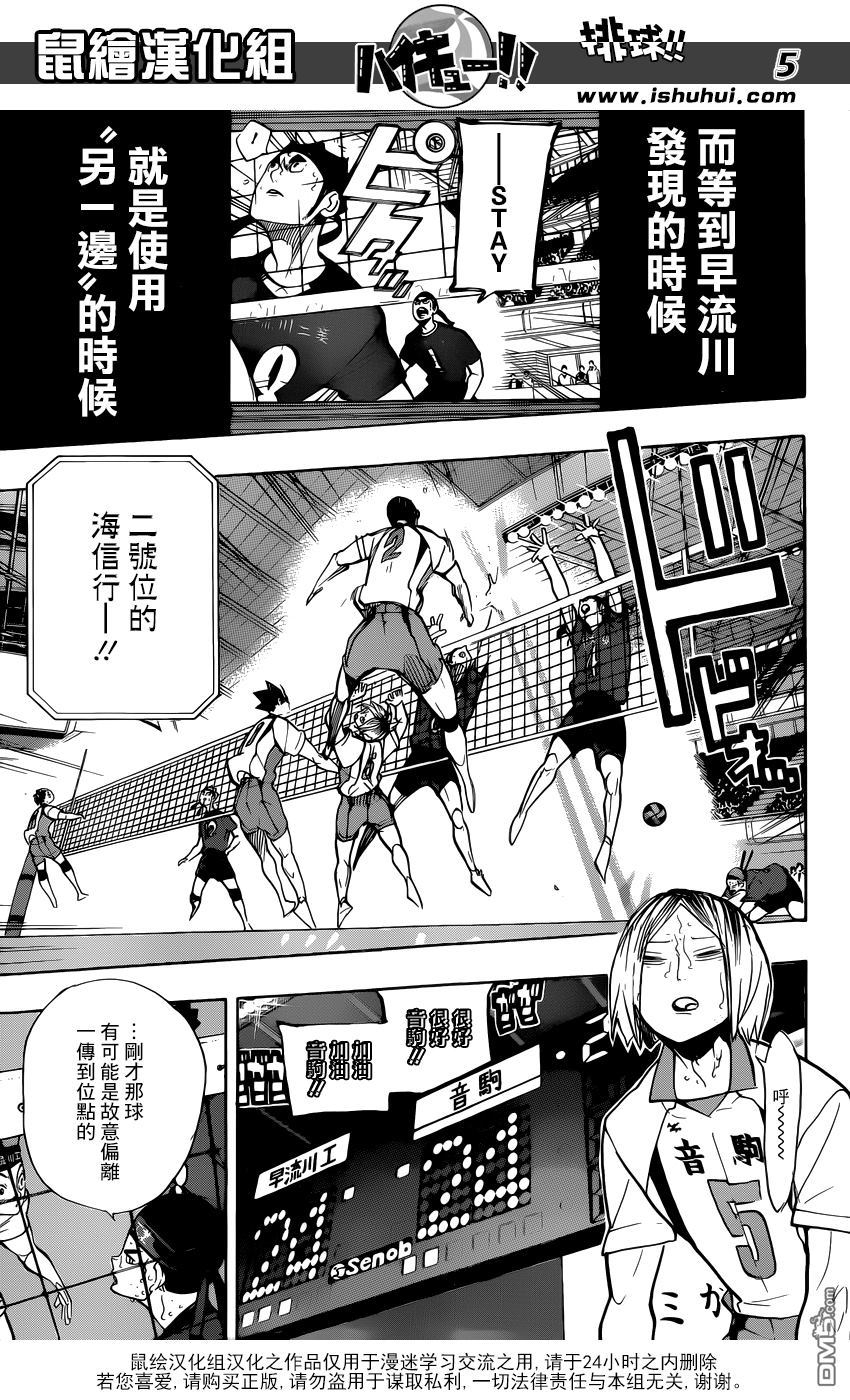 鼠繪漢化組
ハイキュー!!
排球!!
5
www.ishuhui.com
而等到早流川
發現的時候
——STAY
!
ピッ
就是使用
〝另一邊〞的時候
二號位的
海信行—!!
很好
很好
音駒!!
加油
加油
音駒!!
音駒
早流川工
24
24
Senoh
呼~~~~
音駒
5
…剛才那球
有可能是故意偏離
一傳到位點的
鼠绘汉化组汉化之作品仅用于漫迷学习交流之用, 请于24小时之内删除
若您喜爱, 请购买正版, 请勿盗用于谋取私利, 一切法律责任与本组无关, 谢谢。
DM5.com